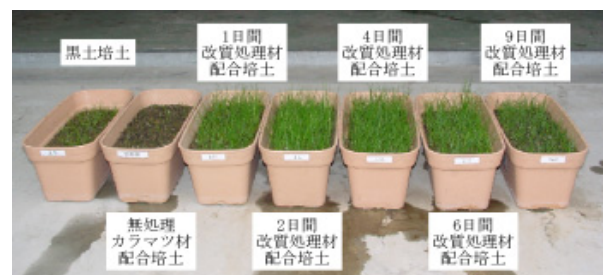 黒土培土
1日間
改質処理材
配合培土
4日間
改質処理材
配合培土
9日間
改質処理材
配合培土
無処理
カラマツ材
配合培土
2日間
改質処理材
配合培土
6日間
改質処理材
配合培土